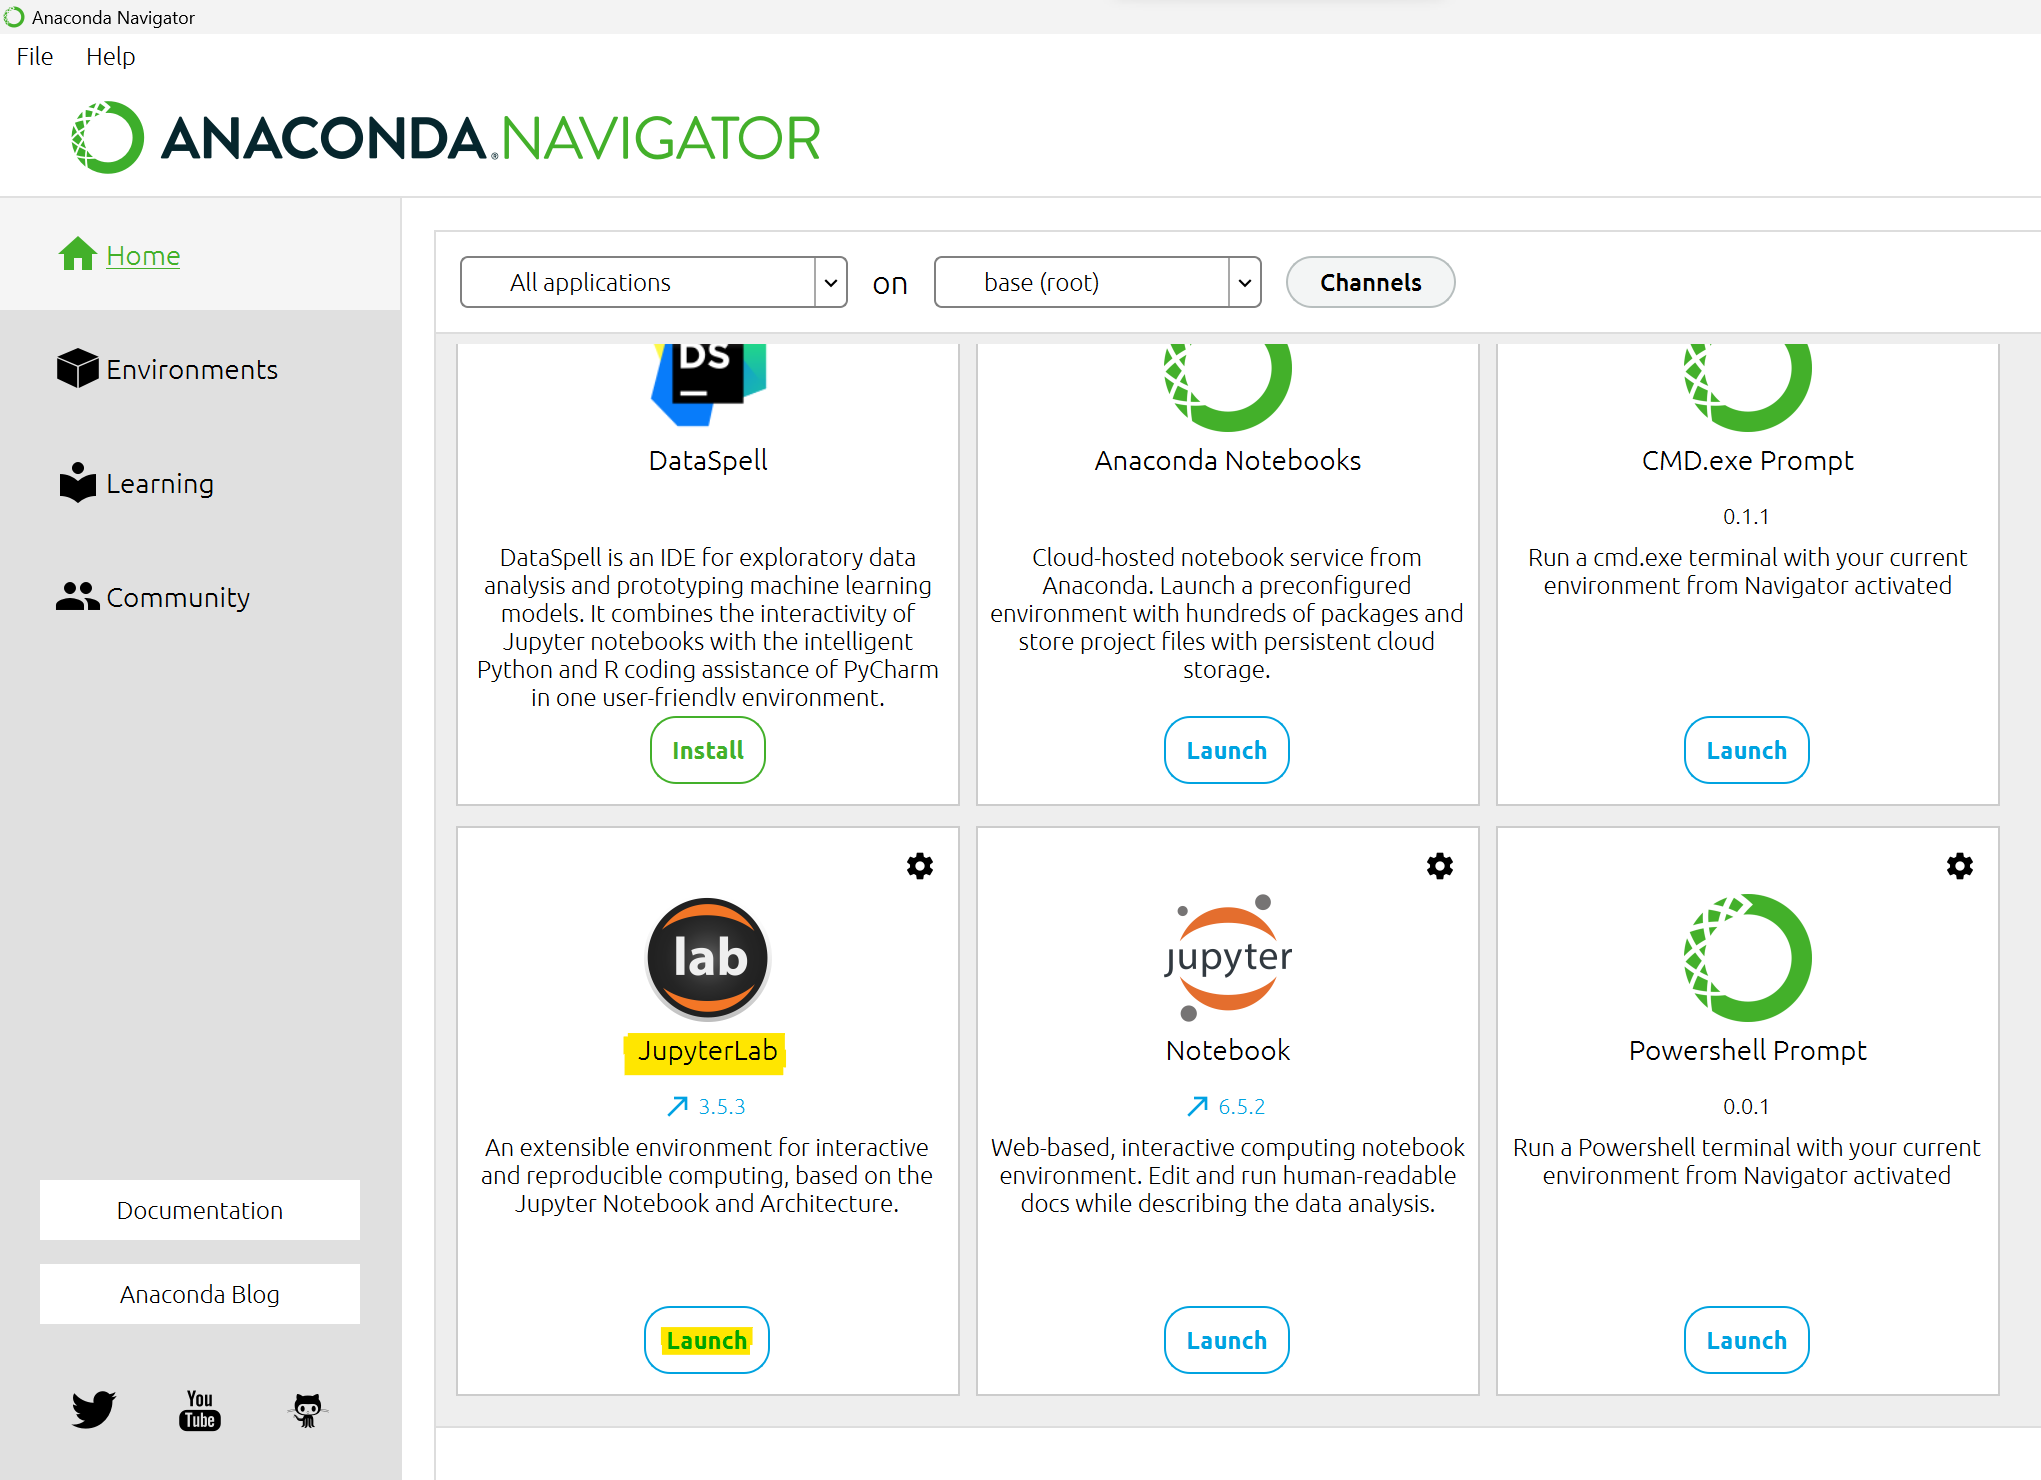 Anaconda Navigator
File Help
ANACONDA.NAVIGATOR
Home
Environments
Learning
Community
Documentation
Anaconda Blog
You
Tube
All applications on base (root) Channels
DS
DataSpell
DataSpell is an IDE for exploratory data
analysis and prototyping machine learning
models. It combines the interactivity of
Jupyter notebooks with the intelligent
Python and R coding assistance of PyCharm
in one user-friendly environment.
Install
Anaconda Notebooks
Cloud-hosted notebook service from
Anaconda. Launch a preconfigured
environment with hundreds of packages and
store project files with persistent cloud
storage.
Launch
CMD.exe Prompt
0.1.1
Run a cmd.exe terminal with your current
environment from Navigator activated
Launch
lab
JupyterLab
3.5.3
An extensible environment for interactive
and reproducible computing, based on the
Jupyter Notebook and Architecture.
Launch
jupyter
Notebook
6.5.2
Web-based, interactive computing notebook
environment. Edit and run human-readable
docs while describing the data analysis.
Launch
Powershell Prompt
0.0.1
Run a Powershell terminal with your current
environment from Navigator activated
Launch